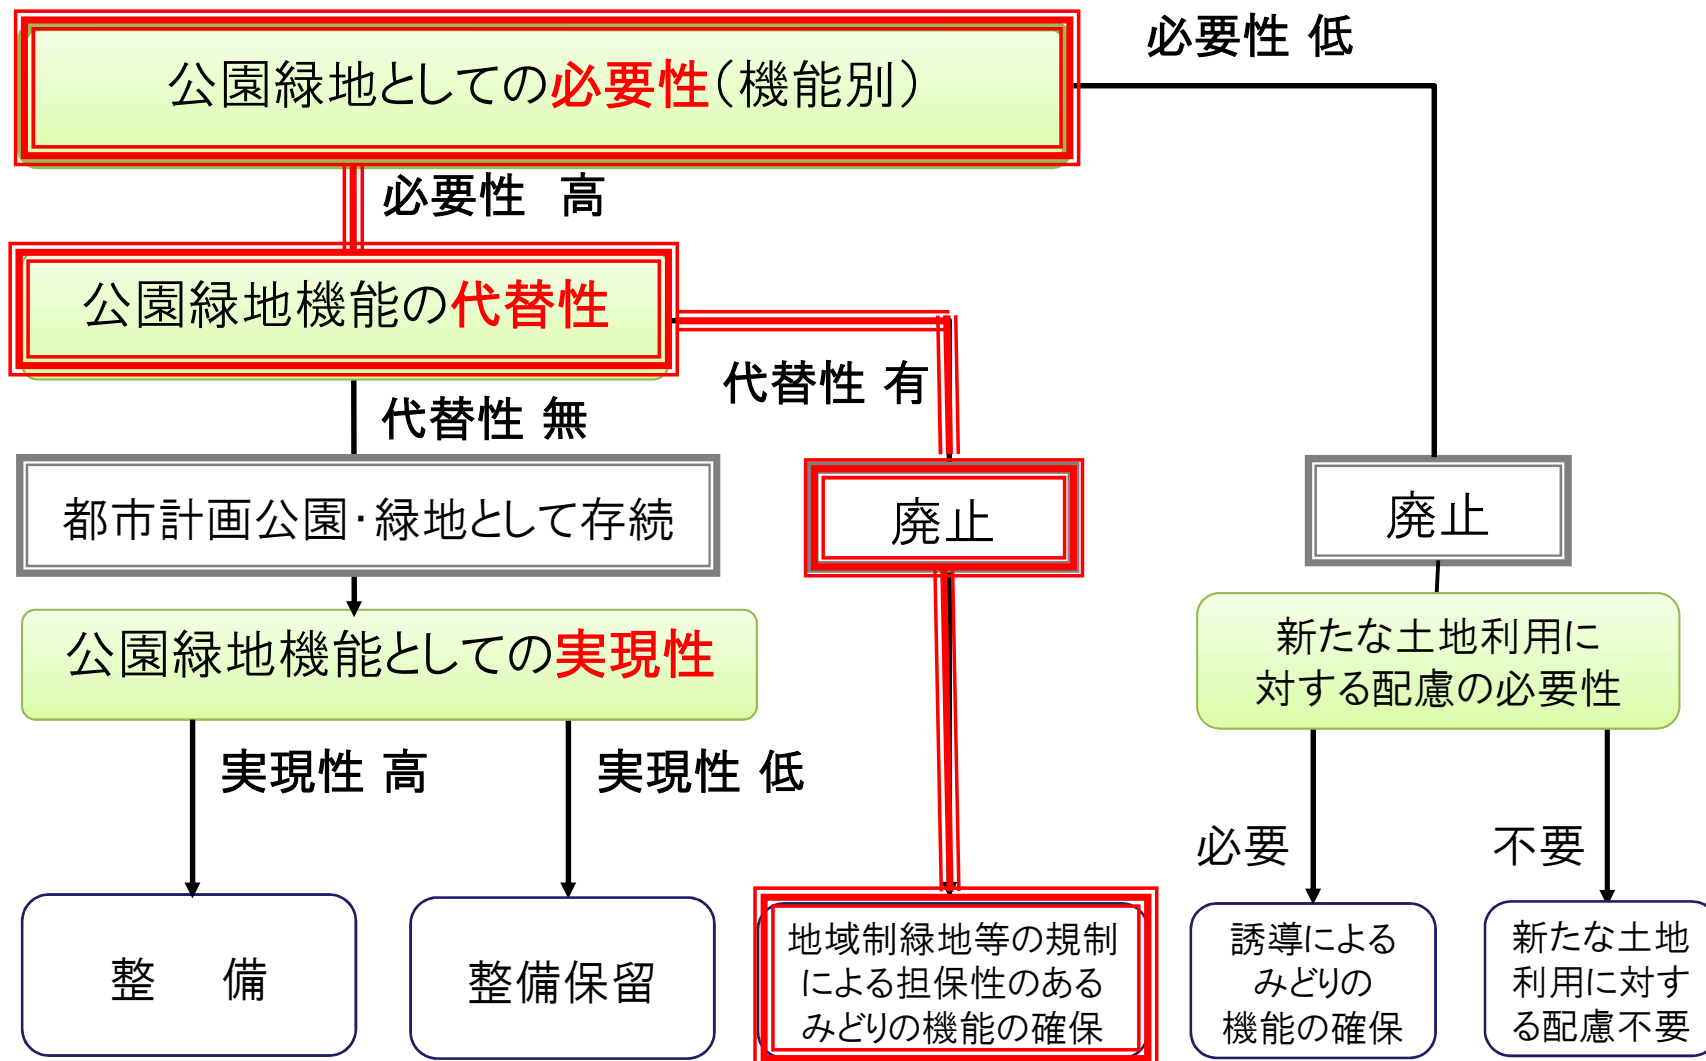 公園緑地としての必要性（機能別）
必要性 低
必要性 高
公園緑地機能の代替性
代替性 有
代替性 無
都市計画公園・緑地として存続
廃止
廃止
公園緑地機能としての実現性
新たな土地利用に
対する配慮の必要性
実現性 高
実現性 低
必要
不要
整 備
整備保留
地域制緑地等の規制
による担保性のある
みどりの機能の確保
誘導による
みどりの
機能の確保
新たな土地
利用に対す
る配慮不要